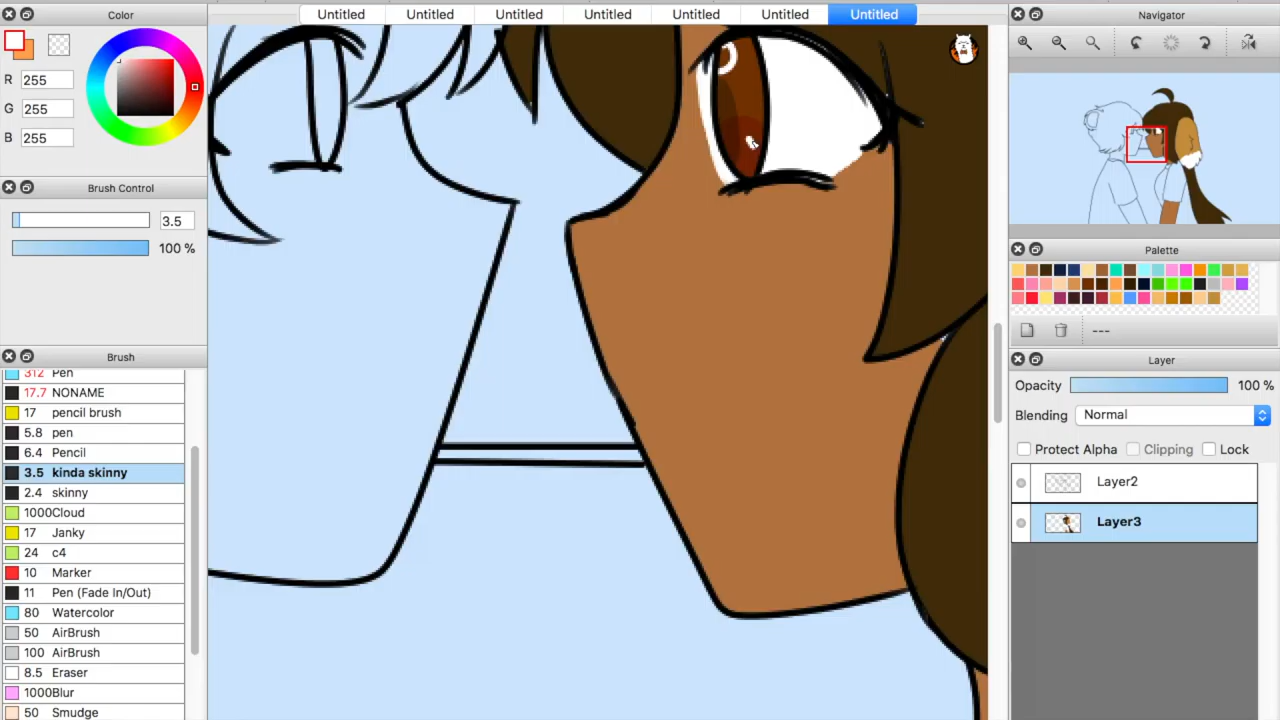 Color
Untitled Untitled Untitled Untitled Untitled Untitled Untitled
Navigator
R 255
G 255
B 255
Brush Control
3.5
100 %
Brush
312 Pen
17.7 NONAME
17 pencil brush
5.8 pen
6.4 Pencil
3.5 kinda skinny
2.4 skinny
1000Cloud
17 Janky
24 c4
10 Marker
11 Pen (Fade In/Out)
80 Watercolor
50 AirBrush
100 AirBrush
8.5 Eraser
1000Blur
50 Smudge
Palette
---
Layer
Opacity 100 %
Blending Normal
Protect Alpha Clipping Lock
Layer2
Layer3